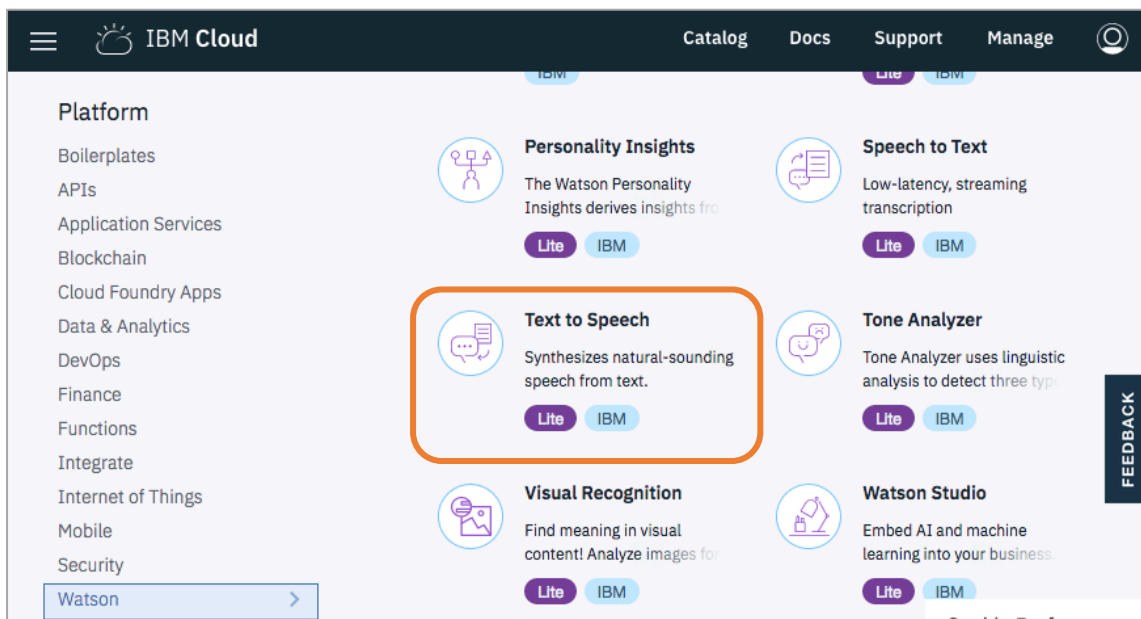 IBM Cloud
Catalog Docs Support Manage
Platform
Boilerplates
APIs
Application Services
Blockchain
Cloud Foundry Apps
Data & Analytics
DevOps
Finance
Functions
Integrate
Internet of Things
Mobile
Security
Watson
IBM
Lite IBM
Personality Insights
The Watson Personality
Insights derives insights fro
Lite IBM
Speech to Text
Low-latency, streaming
transcription
Lite IBM
Text to Speech
Synthesizes natural-sounding
speech from text.
Lite IBM
Tone Analyzer
Tone Analyzer uses linguistic
analysis to detect three type
Lite IBM
Visual Recognition
Find meaning in visual
content! Analyze images for
Lite IBM
Watson Studio
Embed AI and machine
learning into your business.
Lite IBM
FEEDBACK